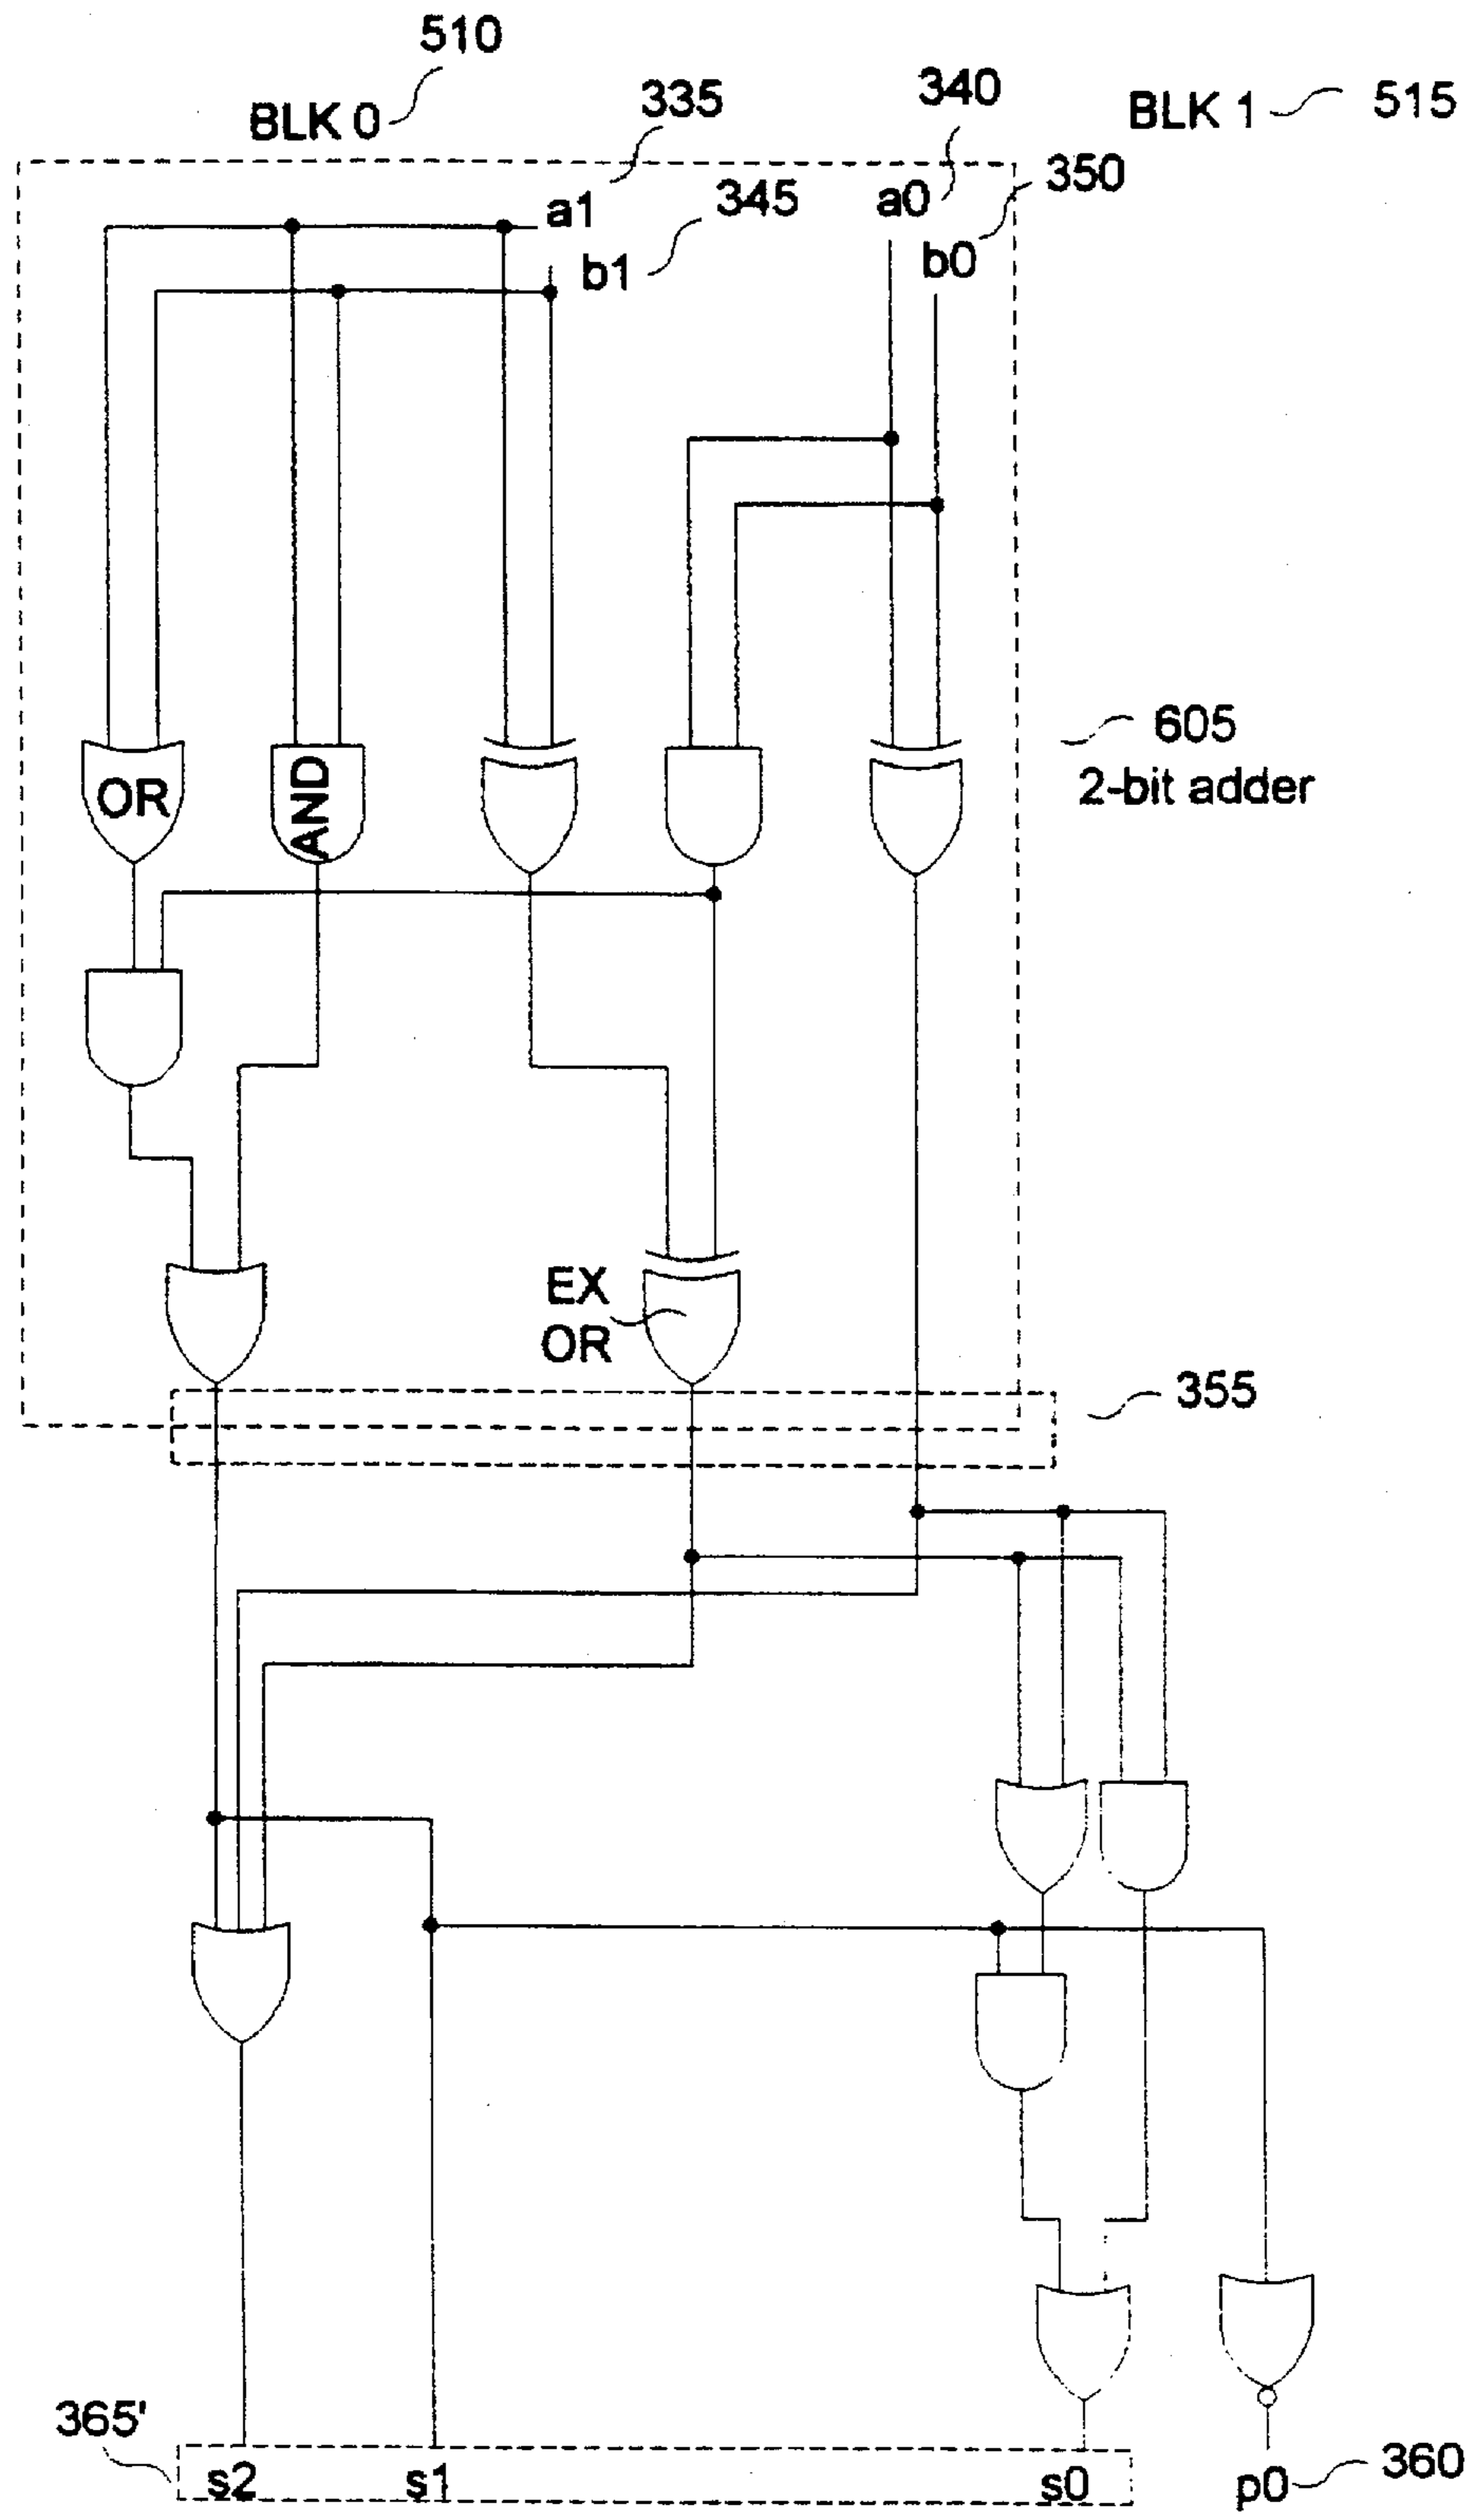 510
BLK 0
335
340
BLK 1
515
a1
345
a0
350
b1
b0
605
2-bit adder
OR
AND
EX
OR
355
365'
s2
s1
s0
p0
360